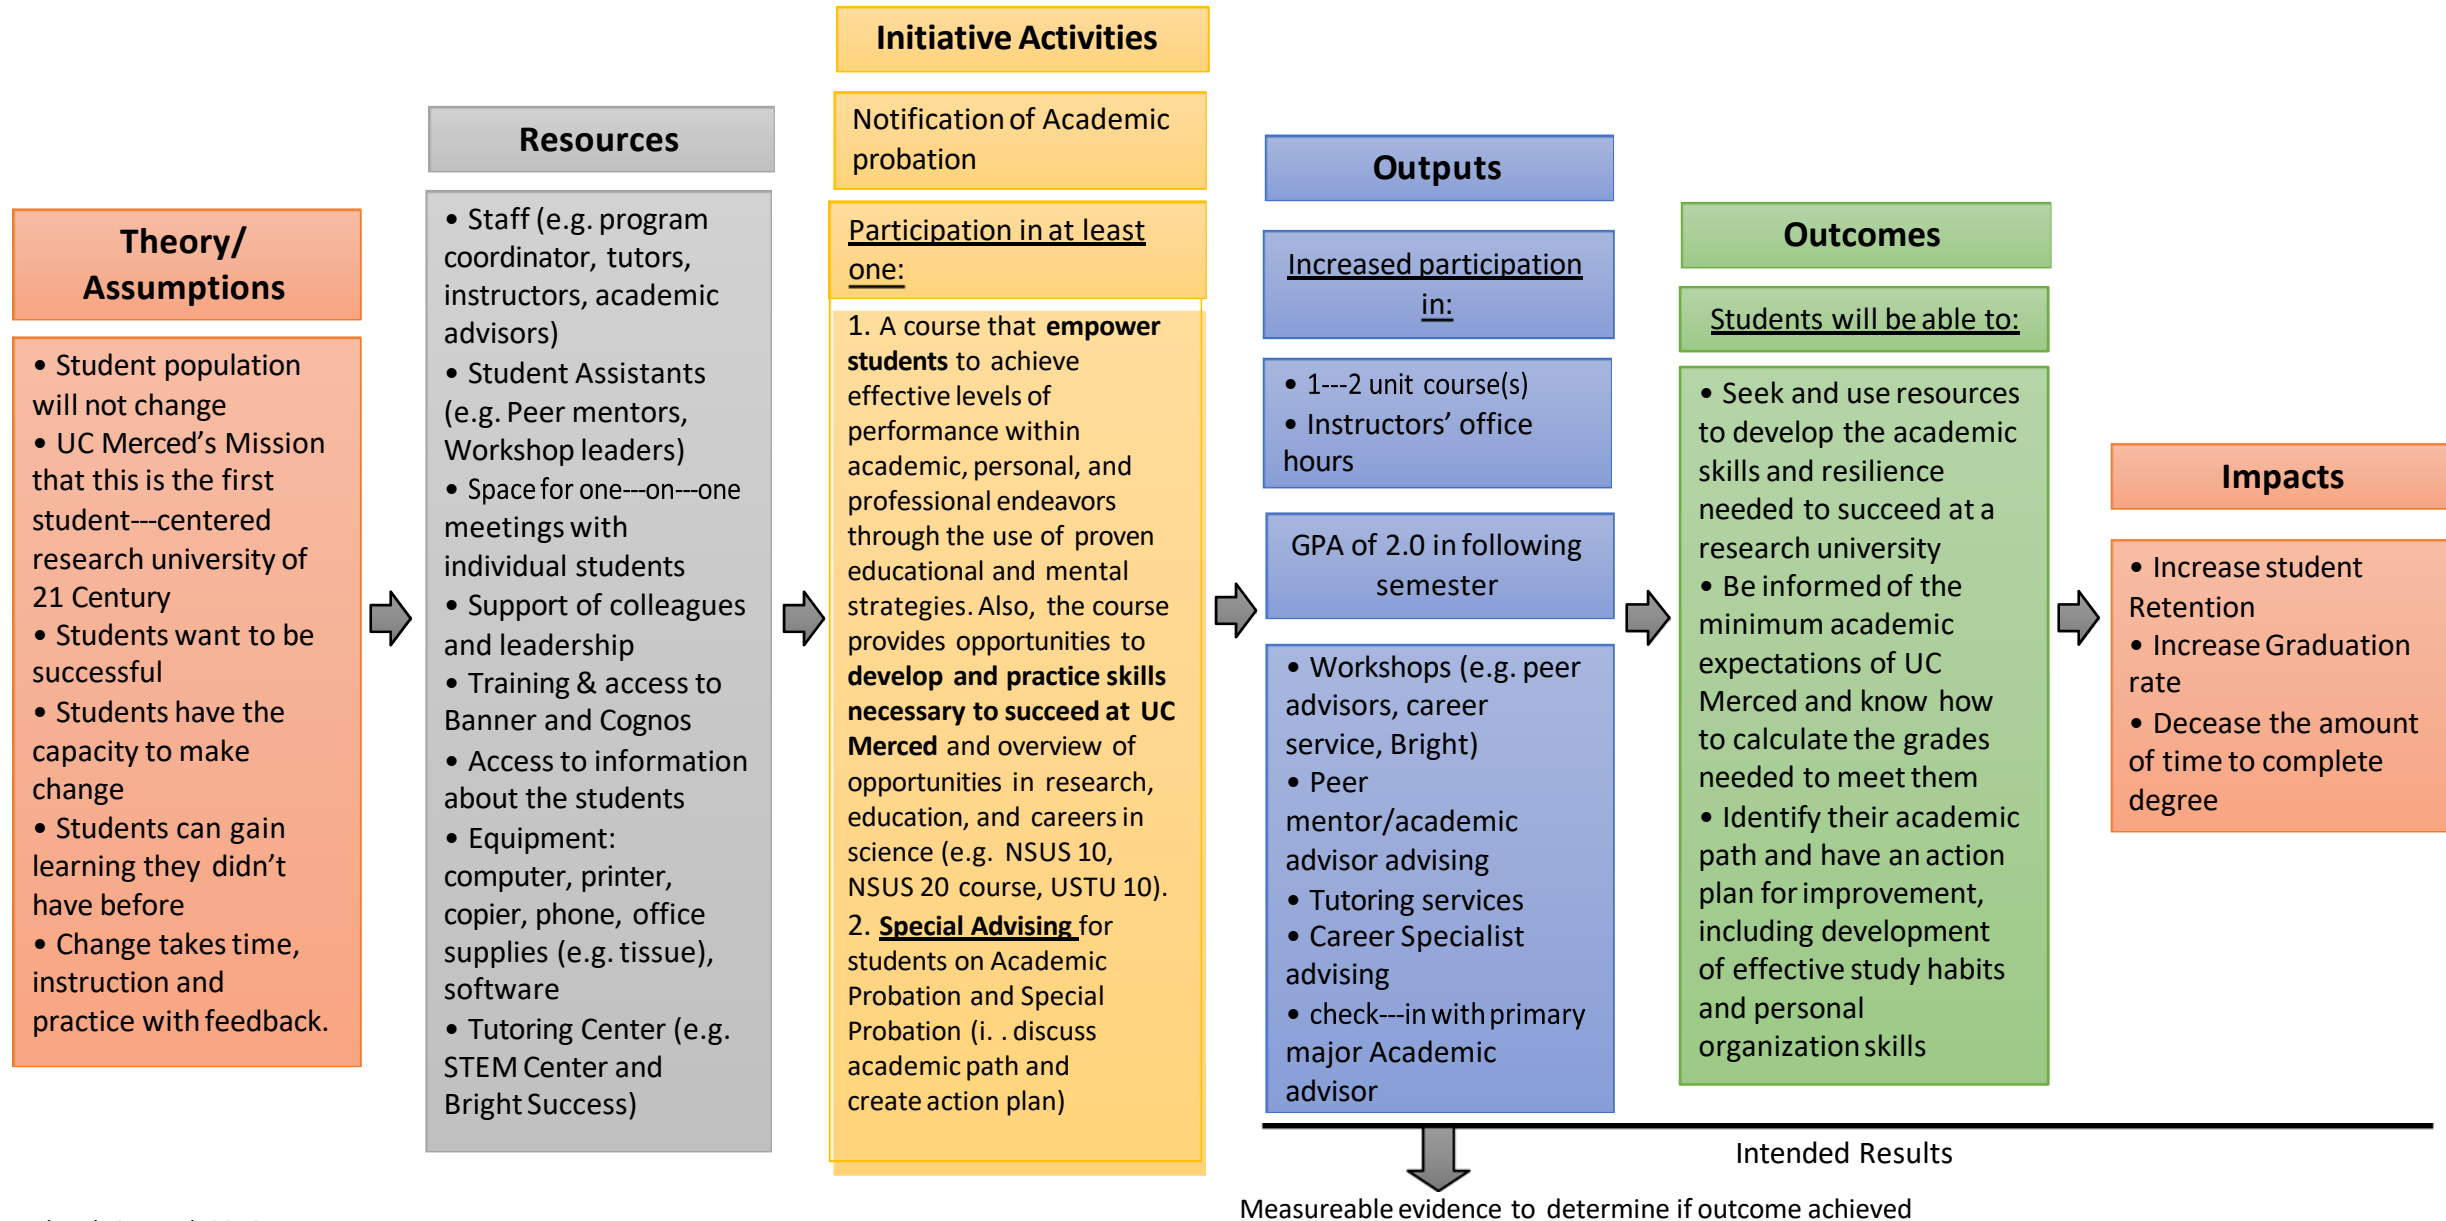 Theory/
Assumptions
• Student population
will not change
• UC Merced’s Mission
that this is the first
student---centered
research university of
21 Century
• Students want to be
successful
• Students have the
capacity to make
change
• Students can gain
learning they didn’t
have before
• Change takes time,
instruction and
practice with feedback.
Resources
• Staff (e.g. program
coordinator, tutors,
instructors, academic
advisors)
• Student Assistants
(e.g. Peer mentors,
Workshop leaders)
• Space for one---on---one
meetings with
individual students
• Support of colleagues
and leadership
• Training & access to
Banner and Cognos
• Access to information
about the students
• Equipment:
computer, printer,
copier, phone, office
supplies (e.g. tissue),
software
• Tutoring Center (e.g.
STEM Center and
Bright Success)
Initiative Activities
Notification of Academic
probation
Participation in at least
one:
1. A course that empower
students to achieve
effective levels of
performance within
academic, personal, and
professional endeavors
through the use of proven
educational and mental
strategies. Also, the course
provides opportunities to
develop and practice skills
necessary to succeed at UC
Merced and overview of
opportunities in research,
education, and careers in
science (e.g. NSUS 10,
NSUS 20 course, USTU 10).
2. Special Advising for
students on Academic
Probation and Special
Probation (i. . discuss
academic path and
create action plan)
Outputs
Increased participation
in:
• 1---2 unit course(s)
• Instructors’ office
hours
GPA of 2.0 in following
semester
• Workshops (e.g. peer
advisors, career
service, Bright)
• Peer
mentor/academic
advisor advising
• Tutoring services
• Career Specialist
advising
• check---in with primary
major Academic
advisor
Outcomes
Students will be able to:
• Seek and use resources
to develop the academic
skills and resilience
needed to succeed at a
research university
• Be informed of the
minimum academic
expectations of UC
Merced and know how
to calculate the grades
needed to meet them
• Identify their academic
path and have an action
plan for improvement,
including development
of effective study habits
and personal
organization skills
Impacts
• Increase student
Retention
• Increase Graduation
rate
• Decease the amount
of time to complete
degree
Intended Results
Measureable evidence to determine if outcome achieved